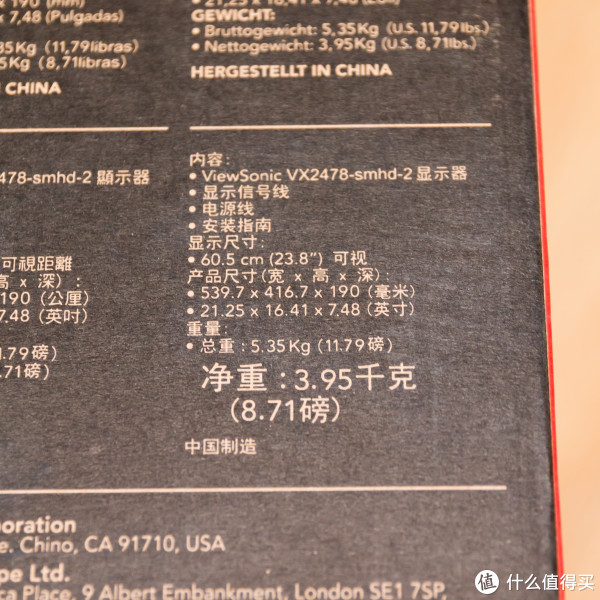 x 190 (mm)
x 7,48 (Pulgadas)
35Kg (11,79libras)
5Kg (8,71libras)
CHINA
GEWICHT:
• Bruttogewicht: 5,35Kg (U.S. 11,79lbs.)
• Nettogewicht: 3,95Kg (U.S. 8,71lbs.)
HERGESTELLT IN CHINA
478-smhd-2 顯示器
可視距離
高 x 深) :
190 (公厘)
7.48 (英吋)
1.79磅)
.71磅)
内容:
• ViewSonic VX2478-smhd-2 显示器
• 显示信号线
• 电源线
• 安装指南
显示尺寸:
• 60.5 cm (23.8") 可视
产品尺寸(宽 x 高 x 深):
• 539.7 x 416.7 x 190 (毫米)
• 21.25 x 16.41 x 7.48 (英寸)
重量:
• 总重: 5.35Kg (11.79磅)
净重:3.95千克
(8.71磅)
中国制造
poration
e. Chino, CA 91710, USA
pe Ltd.
ca Place, 9 Albert Embankment, London SE1 7SP,
值 什么值得买